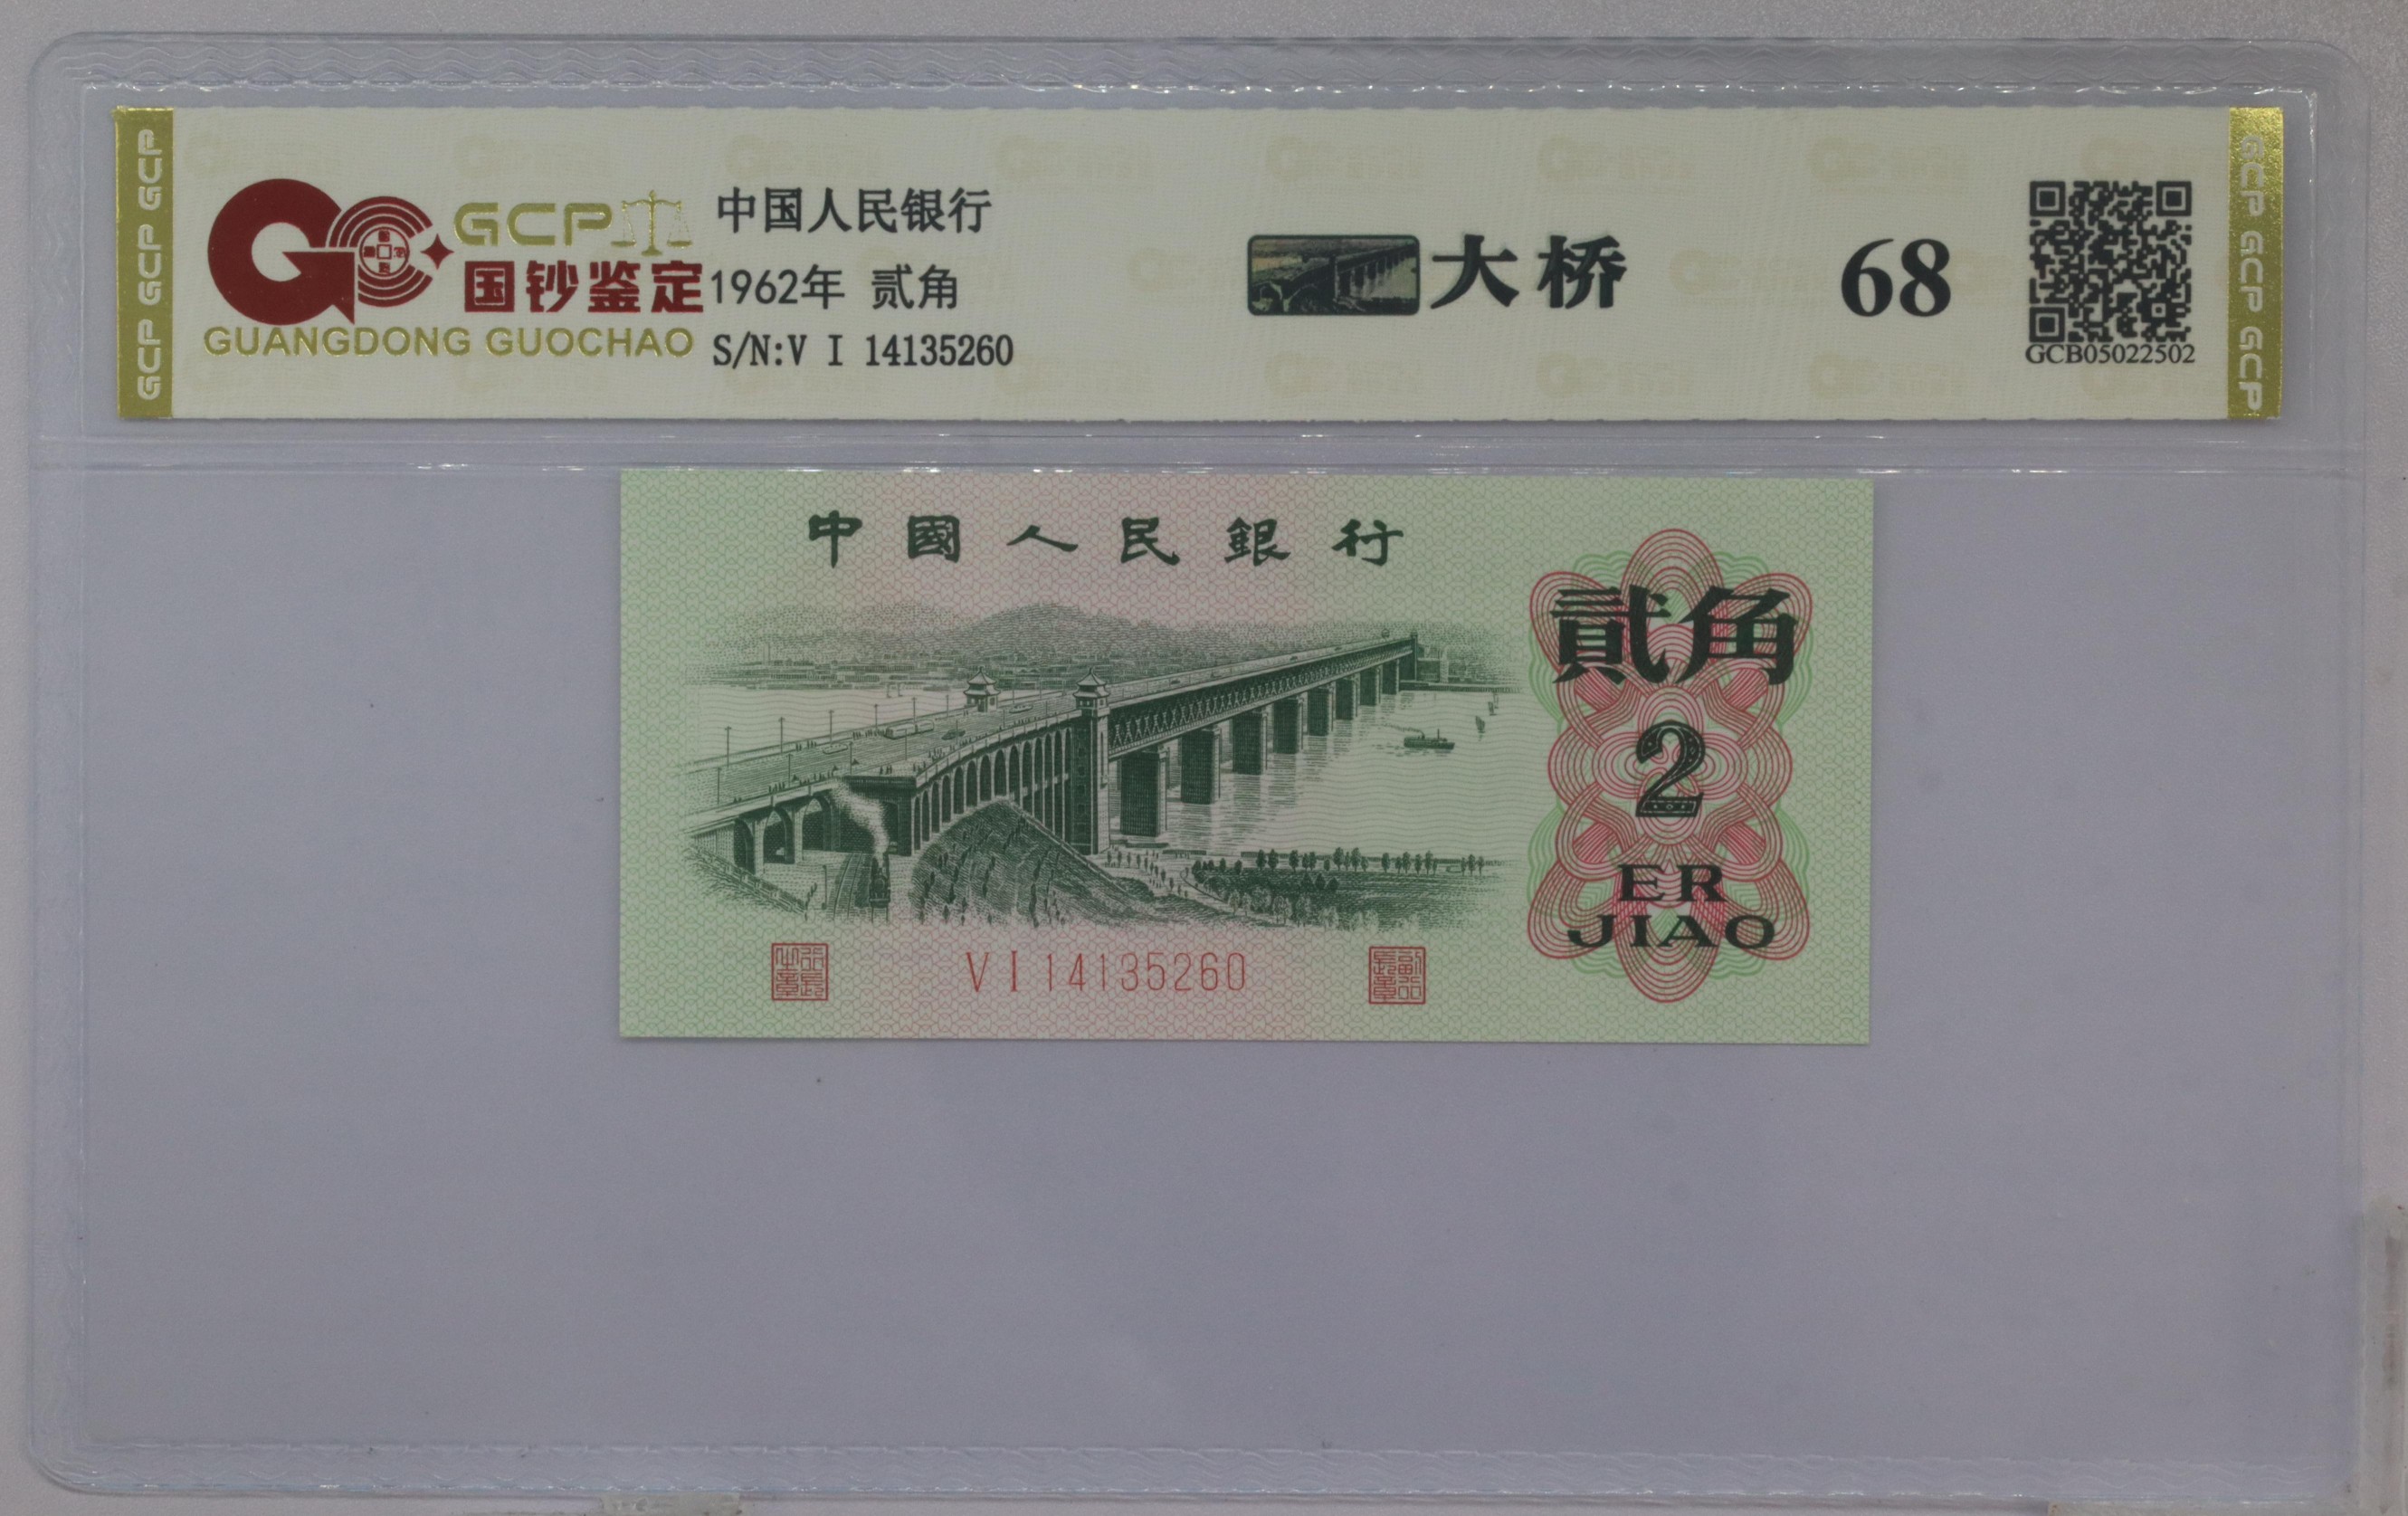 GCP GCP GCP
GCP
国钞鉴定
GUANGDONG GUOCHAO
中国人民银行
1962年 贰角
S/N:V I 14135260
大桥
68
GCB05022502
GCP GCP GCP
中國人民銀行
貳角
2
ER
JIAO
VI14135260